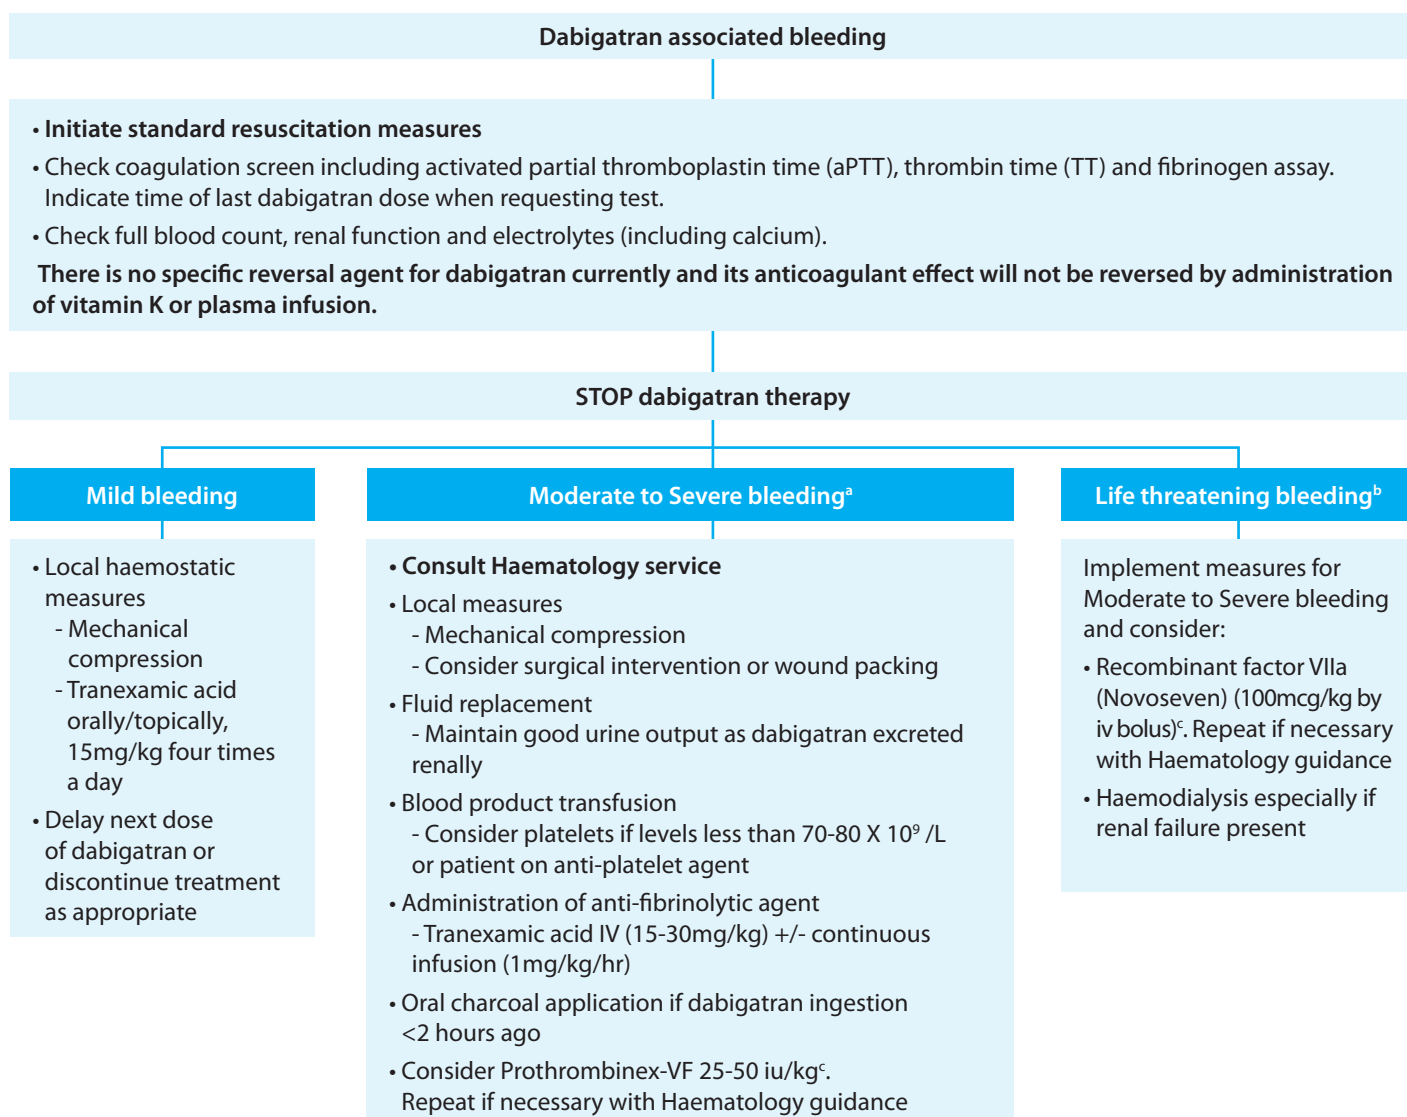 Dabigatran associated bleeding
• Initiate standard resuscitation measures
• Check coagulation screen including activated partial thromboplastin time (aPTT), thrombin time (TT) and fibrinogen assay.
Indicate time of last dabigatran dose when requesting test.
• Check full blood count, renal function and electrolytes (including calcium).
There is no specific reversal agent for dabigatran currently and its anticoagulant effect will not be reversed by administration
of vitamin K or plasma infusion.
STOP dabigatran therapy
Mild bleeding
• Local haemostatic
measures
- Mechanical
compression
- Tranexamic acid
orally/topically,
15mg/kg four times
a day
• Delay next dose
of dabigatran or
discontinue treatment
as appropriate
Moderate to Severe bleedingᵃ
• Consult Haematology service
• Local measures
- Mechanical compression
- Consider surgical intervention or wound packing
• Fluid replacement
- Maintain good urine output as dabigatran excreted
renally
• Blood product transfusion
- Consider platelets if levels less than 70-80 X 10⁹ /L
or patient on anti-platelet agent
• Administration of anti-fibrinolytic agent
- Tranexamic acid IV (15-30mg/kg) +/- continuous
infusion (1mg/kg/hr)
• Oral charcoal application if dabigatran ingestion
<2 hours ago
• Consider Prothrombinex-VF 25-50 iu/kgᶜ.
Repeat if necessary with Haematology guidance
Life threatening bleedingᵇ
Implement measures for
Moderate to Severe bleeding
and consider:
• Recombinant factor VIIa
(Novoseven) (100mcg/kg by
iv bolus)ᶜ. Repeat if necessary
with Haematology guidance
• Haemodialysis especially if
renal failure present